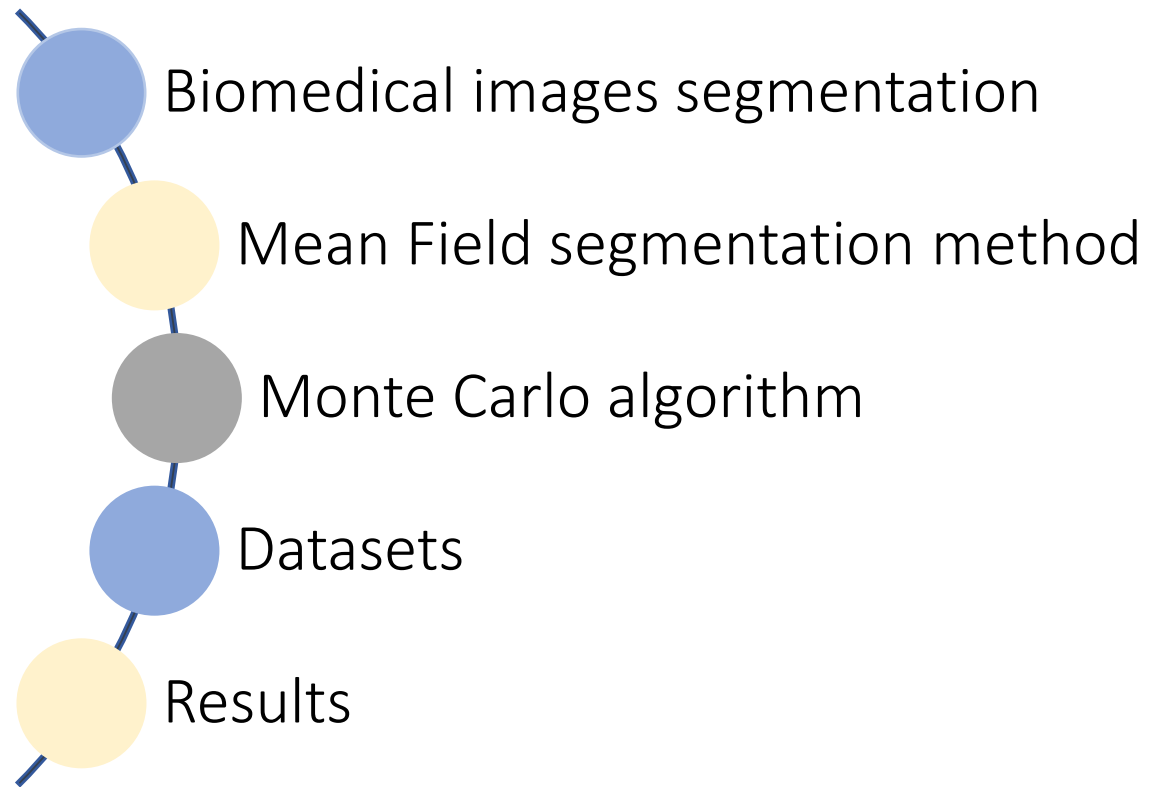 Biomedical images segmentation
Mean Field segmentation method
Monte Carlo algorithm
Datasets
Results